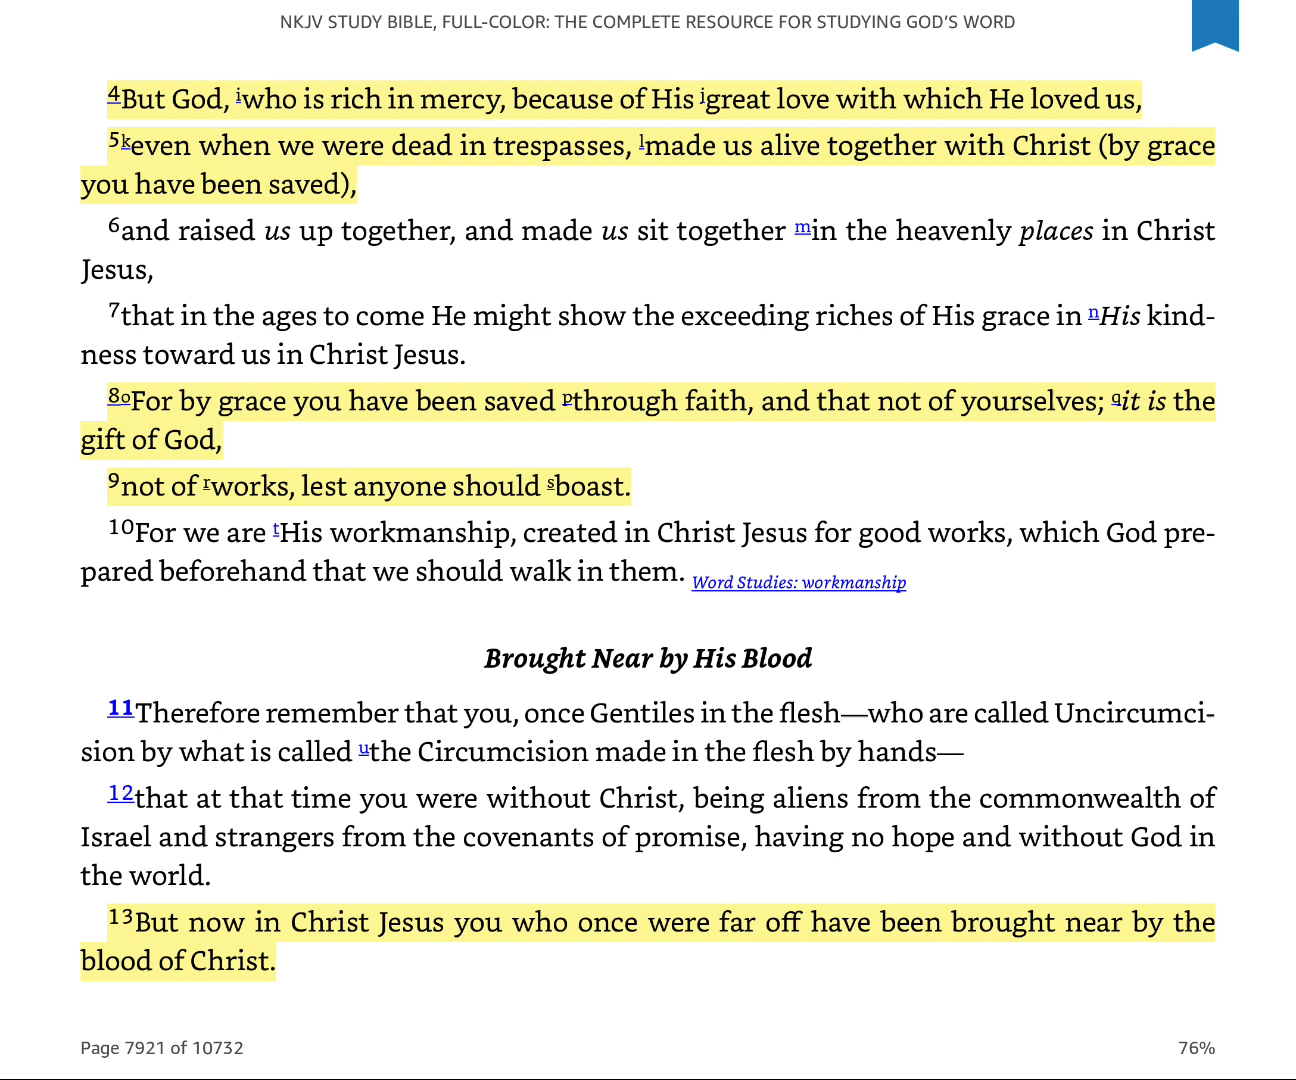 NKJV STUDY BIBLE, FULL-COLOR: THE COMPLETE RESOURCE FOR STUDYING GOD'S WORD
4But God, iwho is rich in mercy, because of His jgreat love with which He loved us,
5keven when we were dead in trespasses, lmade us alive together with Christ (by grace
you have been saved),
6and raised us up together, and made us sit together min the heavenly places in Christ
Jesus,
7that in the ages to come He might show the exceeding riches of His grace in nHis kind-
ness toward us in Christ Jesus.
8oFor by grace you have been saved pthrough faith, and that not of yourselves; qit is the
gift of God,
9not of rworks, lest anyone should sboast.
10For we are tHis workmanship, created in Christ Jesus for good works, which God pre-
pared beforehand that we should walk in them. Word Studies: workmanship
Brought Near by His Blood
11Therefore remember that you, once Gentiles in the flesh—who are called Uncircumci-
sion by what is called uthe Circumcision made in the flesh by hands—
12that at that time you were without Christ, being aliens from the commonwealth of
Israel and strangers from the covenants of promise, having no hope and without God in
the world.
13But now in Christ Jesus you who once were far off have been brought near by the
blood of Christ.
Page 7921 of 10732 76%